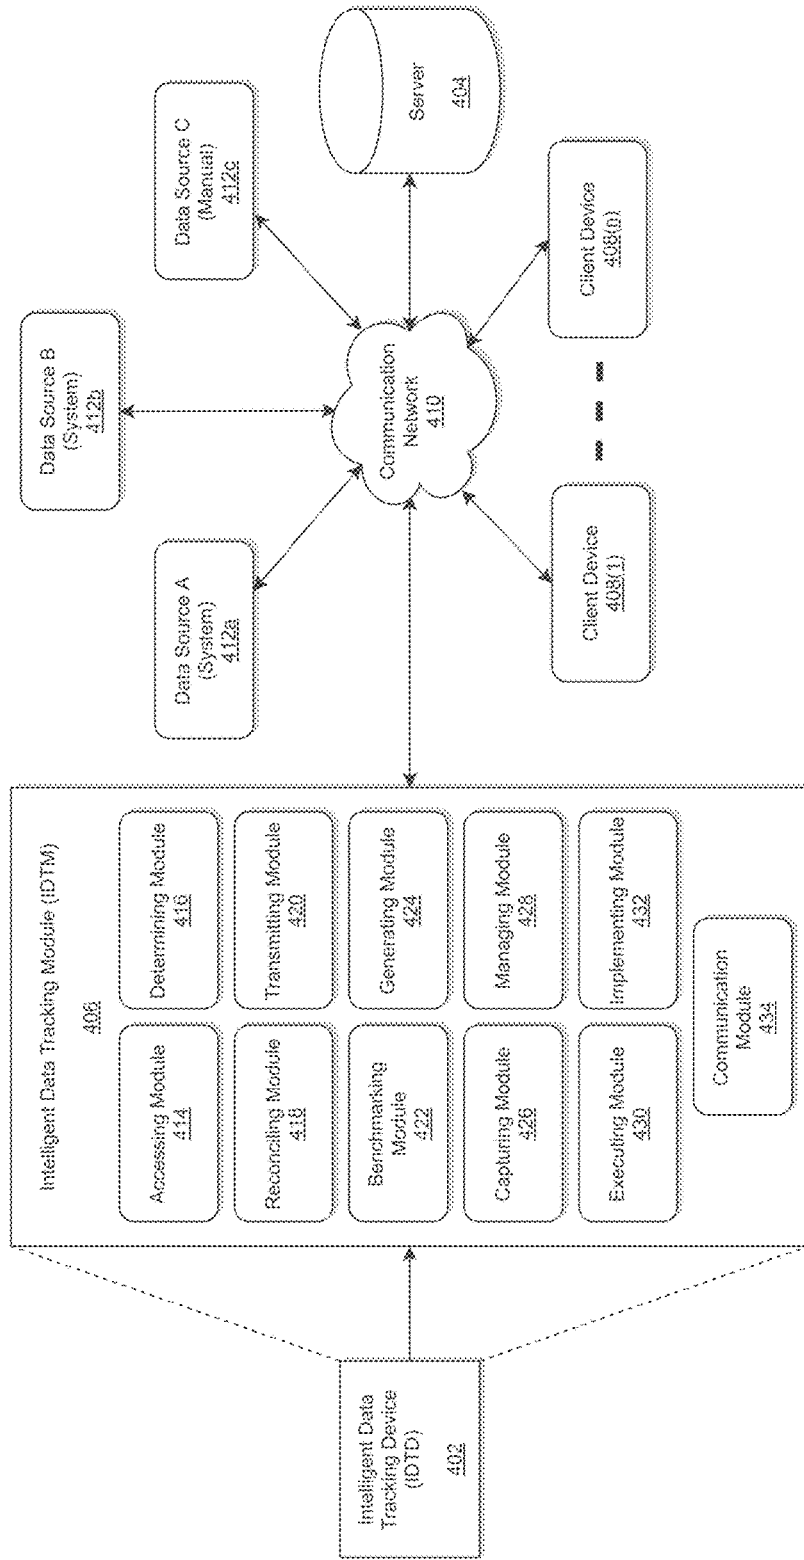 Intelligent Data
Tracking Device
(IDTD)
402
Intelligent Data Tracking Module (IDTM)
406
Accessing Module
414
Determining Module
416
Reconciling Module
418
Transmitting Module
420
Benchmarking
Module
422
Generating Module
424
Capturing Module
426
Managing Module
428
Executing Module
430
Implementing Module
432
Communication
Module
434
Data Source A
(System)
412a
Data Source B
(System)
412b
Data Source C
(Manual)
412c
Communication
Network
410
Server
404
Client Device
408(1)
Client Device
408(n)